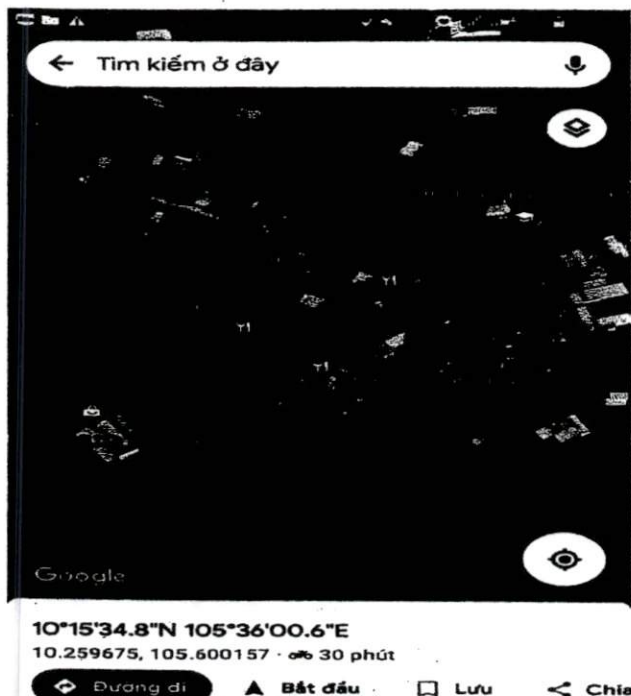 Tìm kiếm ở đây
Google
10°15'34.8"N 105°36'00.6"E
10.259675, 105.600157 · 30 phút
Đường đi Bắt đầu Lưu Chia